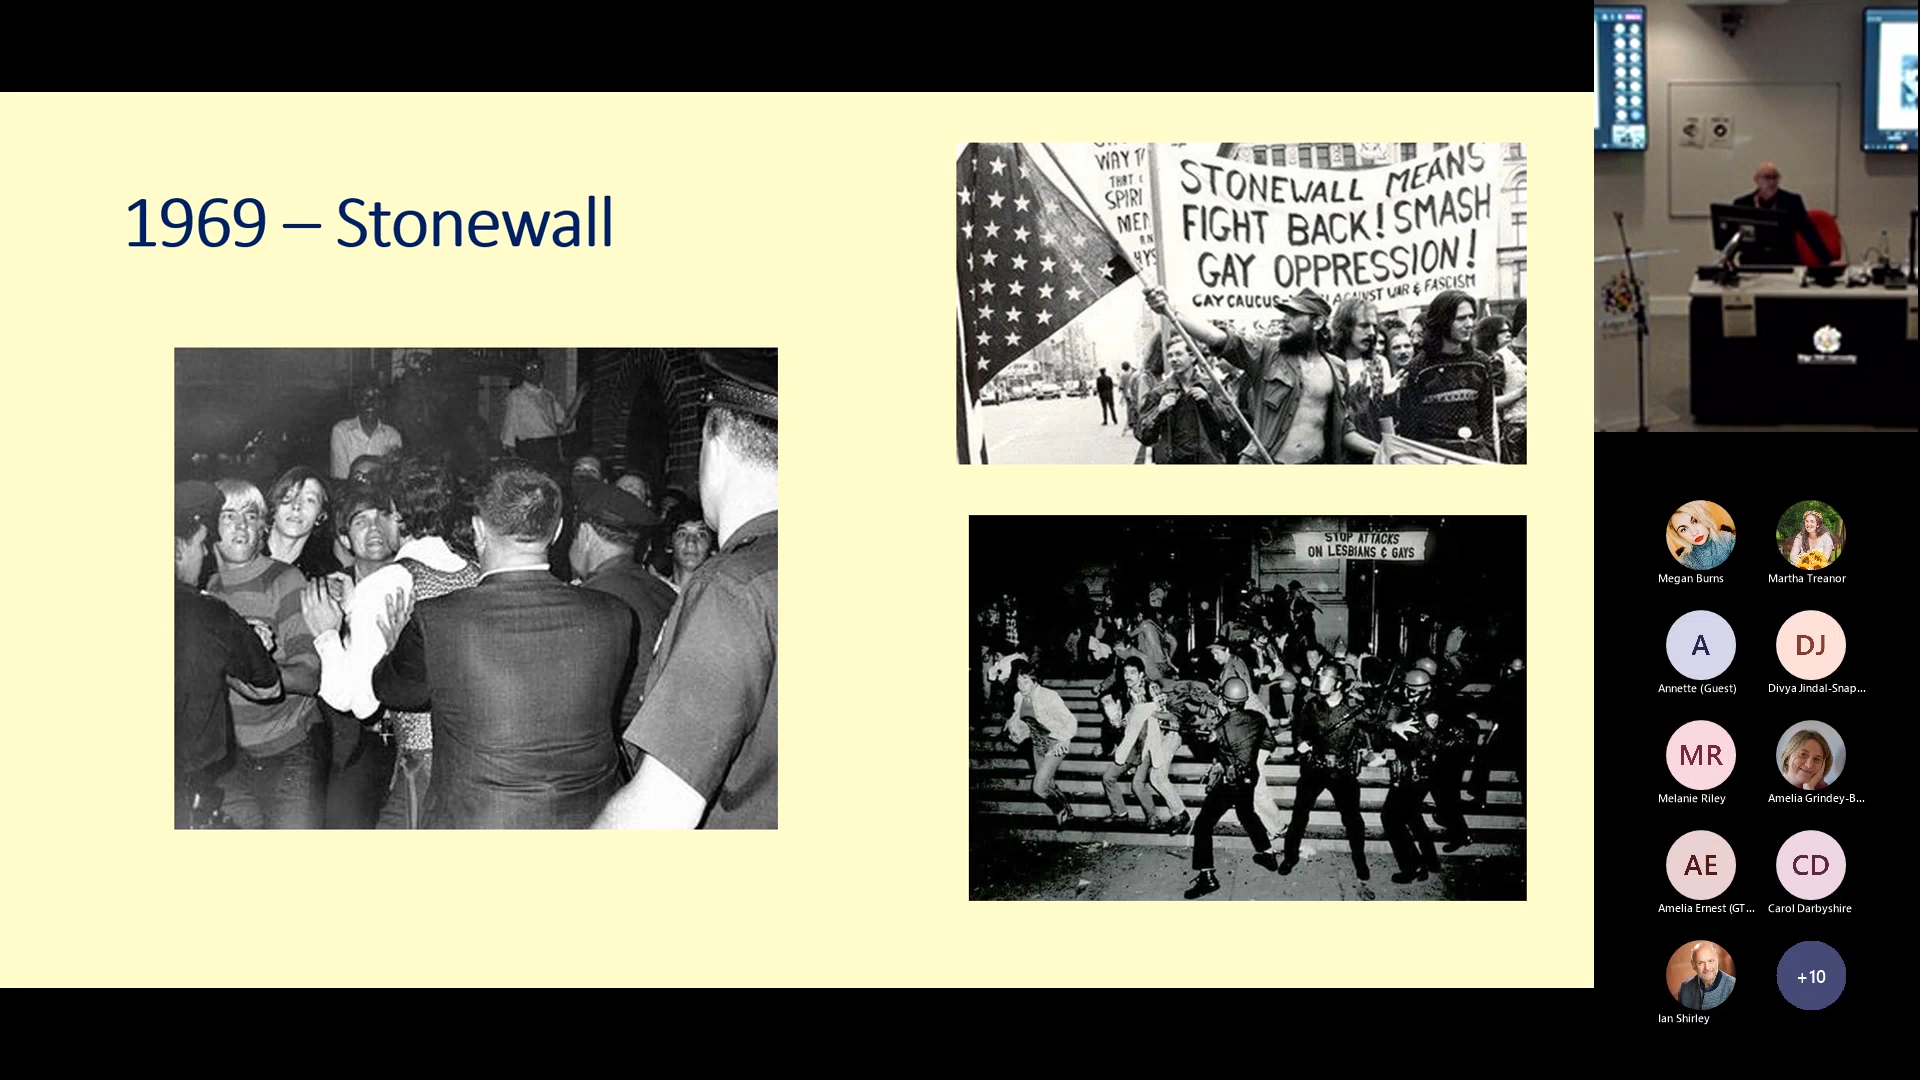 1969 – Stonewall
WAY T
THAT
SPIRI
MEN
STONEWALL MEANS
FIGHT BACK! SMASH
GAY OPPRESSION!
GAY CAUCUS- AGAINST WAR & FASCISM
STOP ATTACKS
ON LESBIANS & GAYS
Megan Burns
Martha Treanor
A
DJ
Annette (Guest)
Divya Jindal-Snap...
MR
Melanie Riley
Amelia Grindey-B...
AE
CD
Amelia Ernest (GT...
Carol Darbyshire
+10
Ian Shirley